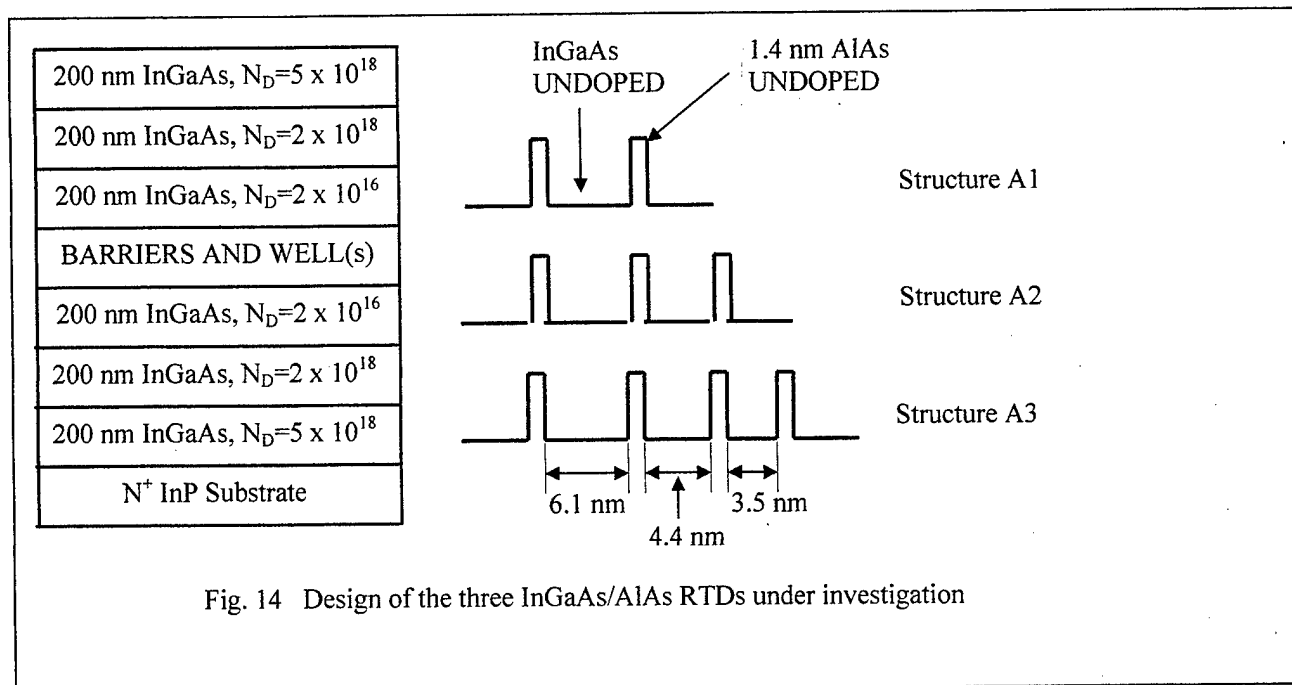 200 nm InGaAs, N_D=5 x 10^18
200 nm InGaAs, N_D=2 x 10^18
200 nm InGaAs, N_D=2 x 10^16
BARRIERS AND WELL(s)
200 nm InGaAs, N_D=2 x 10^16
200 nm InGaAs, N_D=2 x 10^18
200 nm InGaAs, N_D=5 x 10^18
N^+ InP Substrate
InGaAs
UNDOPED
1.4 nm AlAs
UNDOPED
Structure A1
Structure A2
Structure A3
6.1 nm
4.4 nm
3.5 nm
Fig. 14 Design of the three InGaAs/AlAs RTDs under investigation